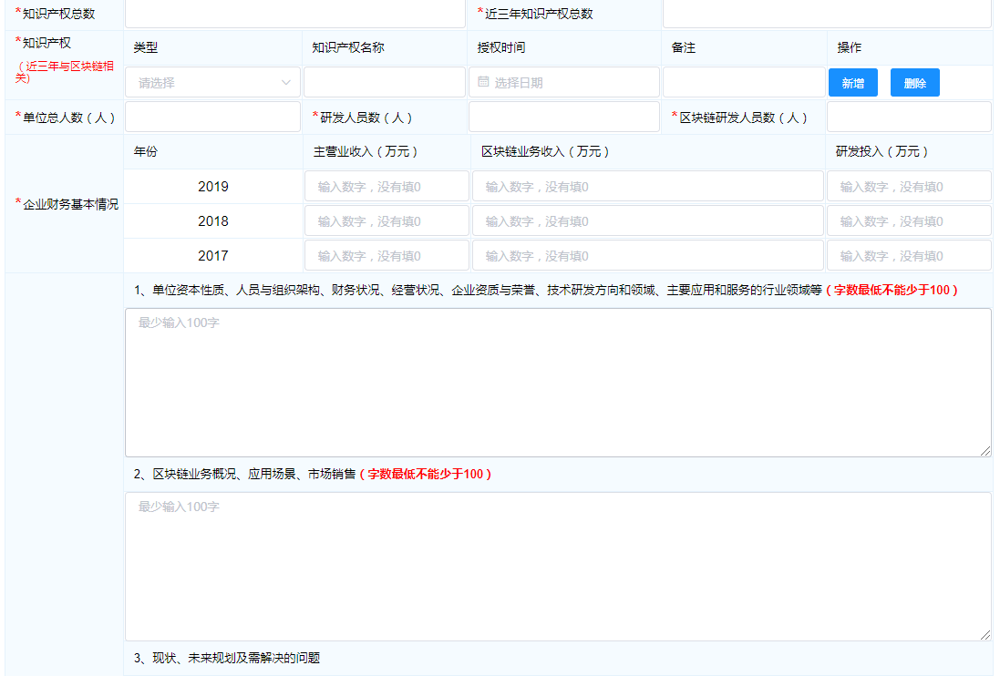 *知识产权总数 *近三年知识产权总数
*知识产权 类型 知识产权名称 授权时间 备注 操作
（近三年与区块链相
关） 请选择 选择日期 新增 删除
*单位总人数（人） *研发人员数（人） *区块链研发人员数（人）
年份 主营业收入（万元） 区块链业务收入（万元） 研发投入（万元）
2019 输入数字，没有填0 输入数字，没有填0 输入数字，没有填0
*企业财务基本情况
2018 输入数字，没有填0 输入数字，没有填0 输入数字，没有填0
2017 输入数字，没有填0 输入数字，没有填0 输入数字，没有填0
1、单位资本性质、人员与组织架构、财务状况、经营状况、企业资质与荣誉、技术研发方向和领域、主要应用和服务的行业领域等（字数最低不能少于100）
最少输入100字
2、区块链业务概况、应用场景、市场销售（字数最低不能少于100）
最少输入100字
3、现状、未来规划及需解决的问题